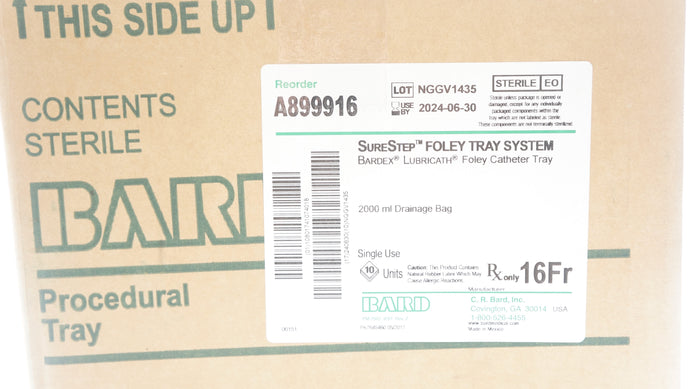 THIS SIDE UP
CONTENTS
STERILE
BARD
Procedural
Tray
Reorder
A899916
LOT NGGV1435
USE
BY 2024-06-30
STERILE EO
Sterile unless package is opened or
damaged, except for any individually
packaged components within the
tray which are not labeled as sterile.
These components are not terminally sterilized
SURESTEP™ FOLEY TRAY SYSTEM
BARDEX® LUBRICATH® Foley Catheter Tray
2000 ml Drainage Bag
Single Use
10 Units
Caution: This Product Contains
Natural Rubber Latex Which May
Cause Allergic Reactions.
Rx only 16Fr
BARD
Manufacturer
C. R. Bard, Inc.
Covington, GA 30014 USA
1-800-526-4455
www.bardmedical.com
Made in Mexico